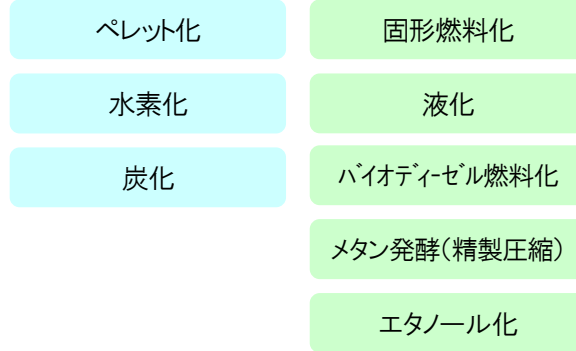 ペレット化
水素化
炭化
固形燃料化
液化
バイオディーゼル燃料化
メタン発酵(精製圧縮)
エタノール化